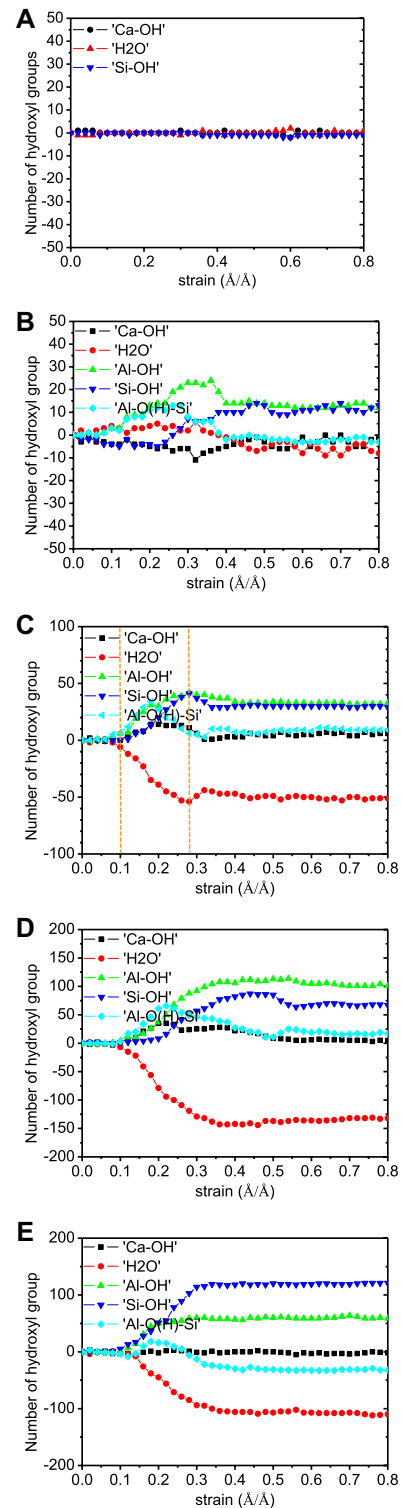 A
50
40
30
20
10
0
-10
-20
-30
-40
-50
Number of hydroxyl groups
'Ca-OH'
'H2O'
'Si-OH'
0.0 0.2 0.4 0.6 0.8
strain (Å/Å)
B
50
40
30
20
10
0
-10
-20
-30
-40
-50
Number of hydroxyl group
'Ca-OH'
'H2O'
'Al-OH'
'Si-OH'
'Al-O(H)-Si'
0.0 0.1 0.2 0.3 0.4 0.5 0.6 0.7 0.8
strain (Å/Å)
C
100
50
0
-50
-100
Number of hydroxyl group
'Ca-OH'
'H2O'
'Al-OH'
'Si-OH'
'Al-O(H)-Si'
0.0 0.1 0.2 0.3 0.4 0.5 0.6 0.7 0.8
strain (Å/Å)
D
200
150
100
50
0
-50
-100
-150
-200
Number of hydroxyl group
'Ca-OH'
'H2O'
'Al-OH'
'Si-OH'
'Al-O(H)-Si'
0.0 0.1 0.2 0.3 0.4 0.5 0.6 0.7 0.8
strain (Å/Å)
E
200
100
0
-100
-200
Number of hydroxyl group
'Ca-OH'
'H2O'
'Al-OH'
'Si-OH'
'Al-O(H)-Si'
0.0 0.1 0.2 0.3 0.4 0.5 0.6 0.7 0.8
strain (Å/Å)